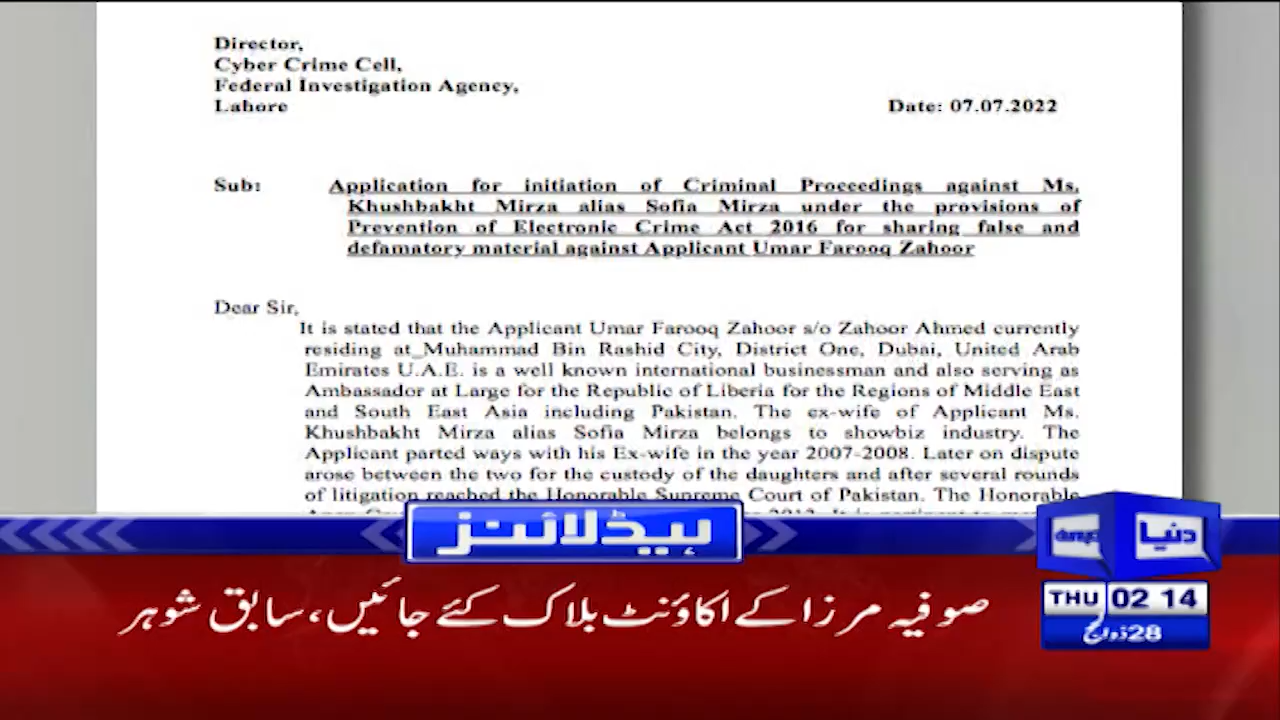 Director,
Cyber Crime Cell,
Federal Investigation Agency,
Lahore Date: 07.07.2022
Sub: Application for initiation of Criminal Proceedings against Ms.
Khushbakht Mirza alias Sofia Mirza under the provisions of
Prevention of Electronic Crime Act 2016 for sharing false and
defamatory material against Applicant Umar Farooq Zahoor
Dear Sir,
It is stated that the Applicant Umar Farooq Zahoor s/o Zahoor Ahmed currently
residing at Muhammad Bin Rashid City, District One, Dubai, United Arab
Emirates U.A.E. is a well known international businessman and also serving as
Ambassador at Large for the Republic of Liberia for the Regions of Middle East
and South East Asia including Pakistan. The ex-wife of Applicant Ms.
Khushbakht Mirza alias Sofia Mirza belongs to showbiz industry. The
Applicant parted ways with his Ex-wife in the year 2007-2008. Later on dispute
arose between the two for the custody of the daughters and after several rounds
of litigation reached the Honorable Supreme Court of Pakistan. The Honorable
ہیڈلائنز
دنیا
صوفیہ مرزا کے اکاؤنٹ بلاک کئے جائیں، سابق شوہر
THU 02 14
28 ذوالحج